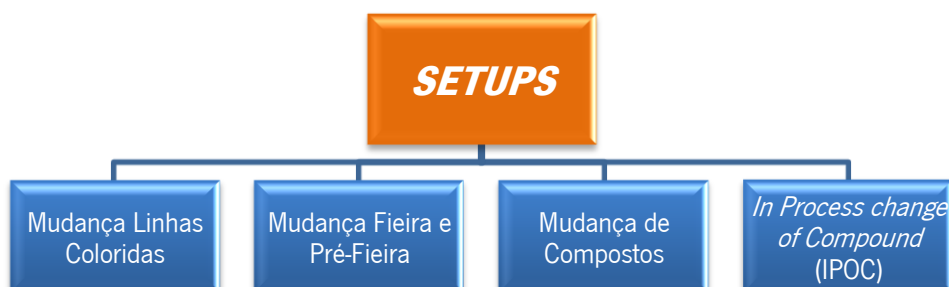 SETUPS
Mudança Linhas
Coloridas
Mudança Fieira e
Pré-Fieira
Mudança de
Compostos
In Process change
of Compound
(IPOC)